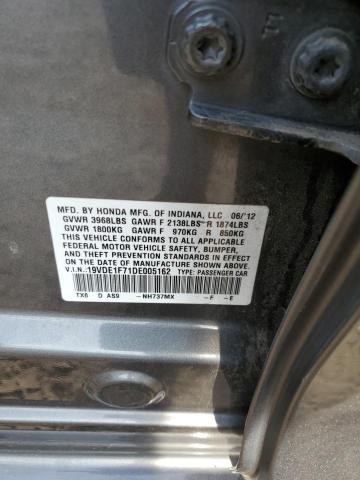 77
MFD. BY HONDA MFG. OF INDIANA, LLC 06/12
GVWR 3968LBS GAWR F 2138LBS R 1874LBS
GVWR 1800KG GAWR F 970KG R 850KG
THIS VEHICLE CONFORMS TO ALL APPLICABLE
FEDERAL MOTOR VEHICLE SAFETY, BUMPER,
AND THEFT PREVENTION STANDARDS IN
EFFECT ON THE DATE OF MANUFACTURE
SHOWN ABOVE.
V.I.N.:19VDE1F71DE005162 TYPE: PASSENGER CAR
TX6 D AS9 -NH737MX -F -E